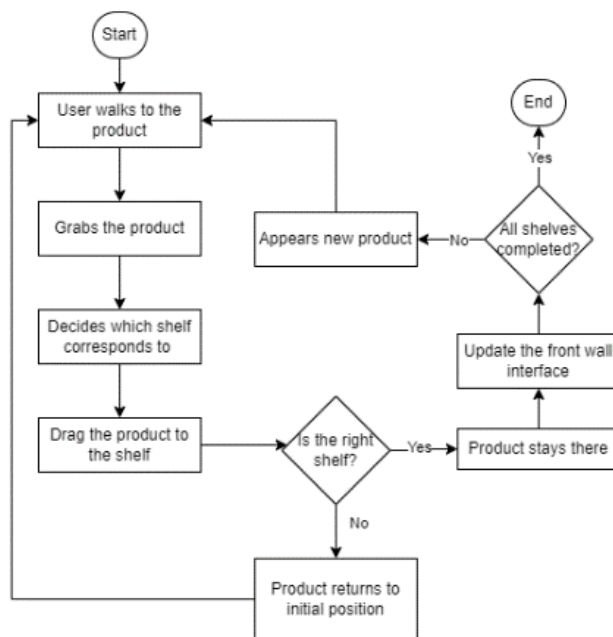 Start
User walks to the
product
Grabs the product
Decides which shelf
corresponds to
Drag the product to
the shelf
Is the right
shelf?
No
Product returns to
initial position
Yes
Product stays there
Update the front wall
interface
All shelves
completed?
No
Appears new product
Yes
End